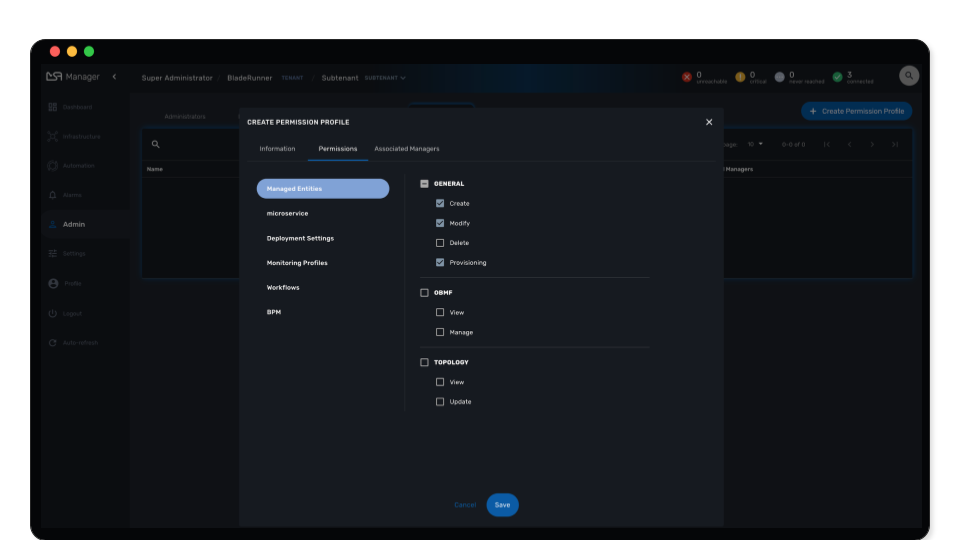 Manager
Super Administrator / BladeRunner TENANT / Subtenant SUBTENANT
0 unreachable
0 critical
0 never reached
3 connected
Dashboard
Infrastructure
Automation
Alarms
Admin
Settings
Profile
Logout
Auto refresh
Administrators
+ Create Permission Profile
page: 10 0-0 of 0
Name
Managers
CREATE PERMISSION PROFILE
Information Permissions Associated Managers
Managed Entities
microservice
Deployment Settings
Monitoring Profiles
Workflows
BPM
GENERAL
Create
Modify
Delete
Provisioning
OBMF
View
Manage
TOPOLOGY
View
Update
Cancel Save